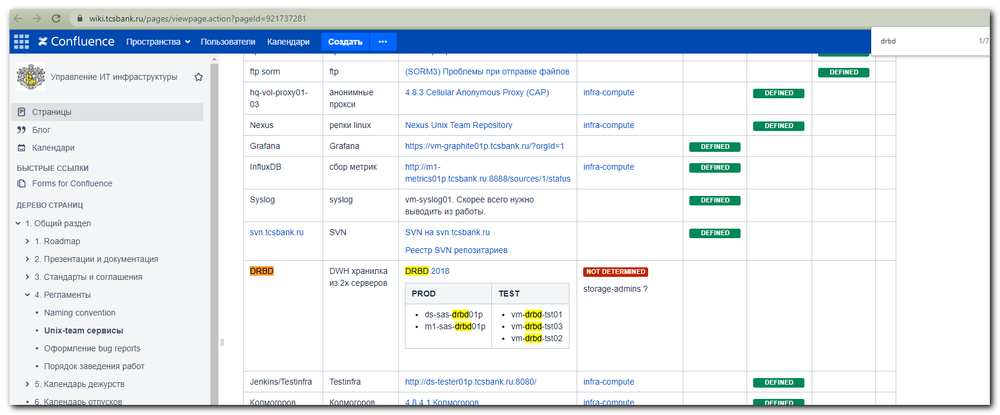 wiki.tcsbank.ru/pages/viewpage.action?pageId=921737281
drbd 1/7
Confluence Пространства Пользователи Календари Создать ···
Управление ИТ инфраструктуры
Страницы
Блог
Календари
БЫСТРЫЕ ССЫЛКИ
Forms for Confluence
ДЕРЕВО СТРАНИЦ
1. Общий раздел
1. Roadmap
2. Презентации и документация
3. Стандарты и соглашения
4. Регламенты
• Naming convention
• Unix-team сервисы
• Оформление bug reports
• Порядок заведения работ
5. Календарь дежурств
• 6. Календарь отпусков
ftp sorm ftp (SORM3) Проблемы при отправке файлов DEFINED
hq-vol-proxy01- анонимные 4.8.3 Cellular Anonymous Proxy (CAP) infra-compute DEFINED
03 прокси
Nexus репки linux Nexus Unix Team Repository infra-compute DEFINED
Grafana Grafana https://vm-graphite01p.tcsbank.ru/?orgId=1 DEFINED
InfluxDB сбор метрик http://m1- infra-compute DEFINED
metrics01p.tcsbank.ru:8888/sources/1/status
Syslog syslog vm-syslog01. Скорее всего нужно DEFINED
выводить из работы.
svn.tcsbank.ru SVN SVN на svn.tcsbank.ru DEFINED
Реестр SVN репозитариев
DRBD DWH хранилка DRBD 2018 NOT DETERMINED
из 2х серверов storage-admins ?
PROD TEST
• ds-sas-drbd01p • vm-drbd-tst01
• m1-sas-drbd01p • vm-drbd-tst03
• vm-drbd-tst02
Jenkins/Testinfra Testinfra http://ds-tester01p.tcsbank.ru:8080/ infra-compute DEFINED
Колмогоров Колмогоров 4.8.4.1 Колмогоров infra-compute DEFINED